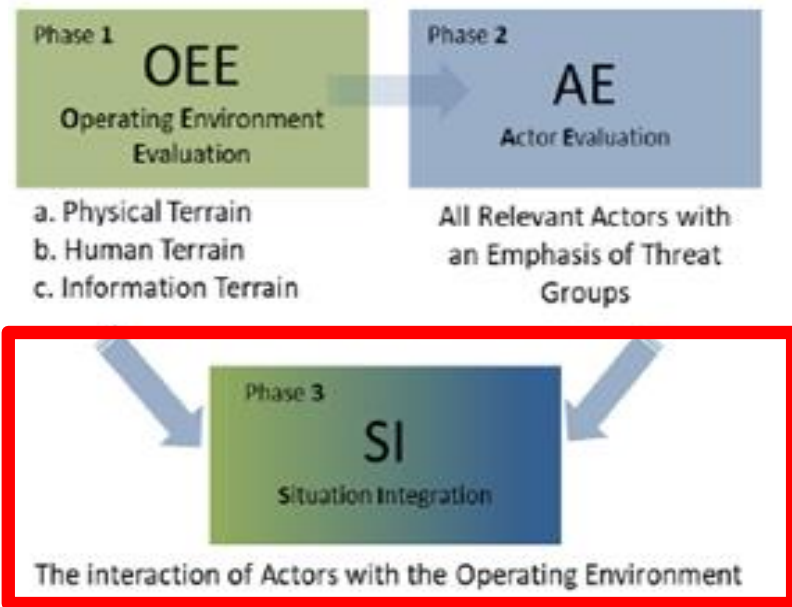 Phase 1
OEE
Operating Environment
Evaluation
a. Physical Terrain
b. Human Terrain
c. Information Terrain
Phase 2
AE
Actor Evaluation
All Relevant Actors with
an Emphasis of Threat
Groups
Phase 3
SI
Situation Integration
The interaction of Actors with the Operating Environment